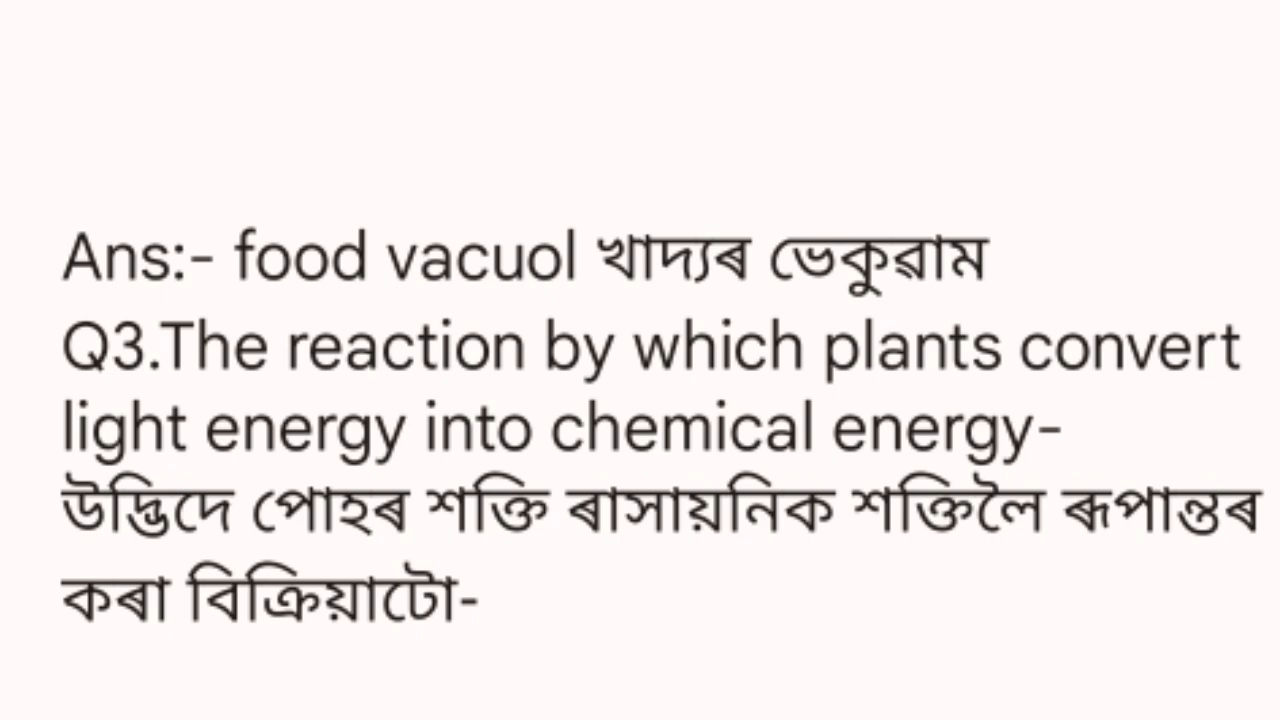 Ans:- food vacuol খাদ্যৰ ভেকুৱাম
Q3.The reaction by which plants convert
light energy into chemical energy-
উদ্ভিদে পোহৰ শক্তি ৰাসায়নিক শক্তিলৈ ৰূপান্তৰ
কৰা বিক্ৰিয়াটো-